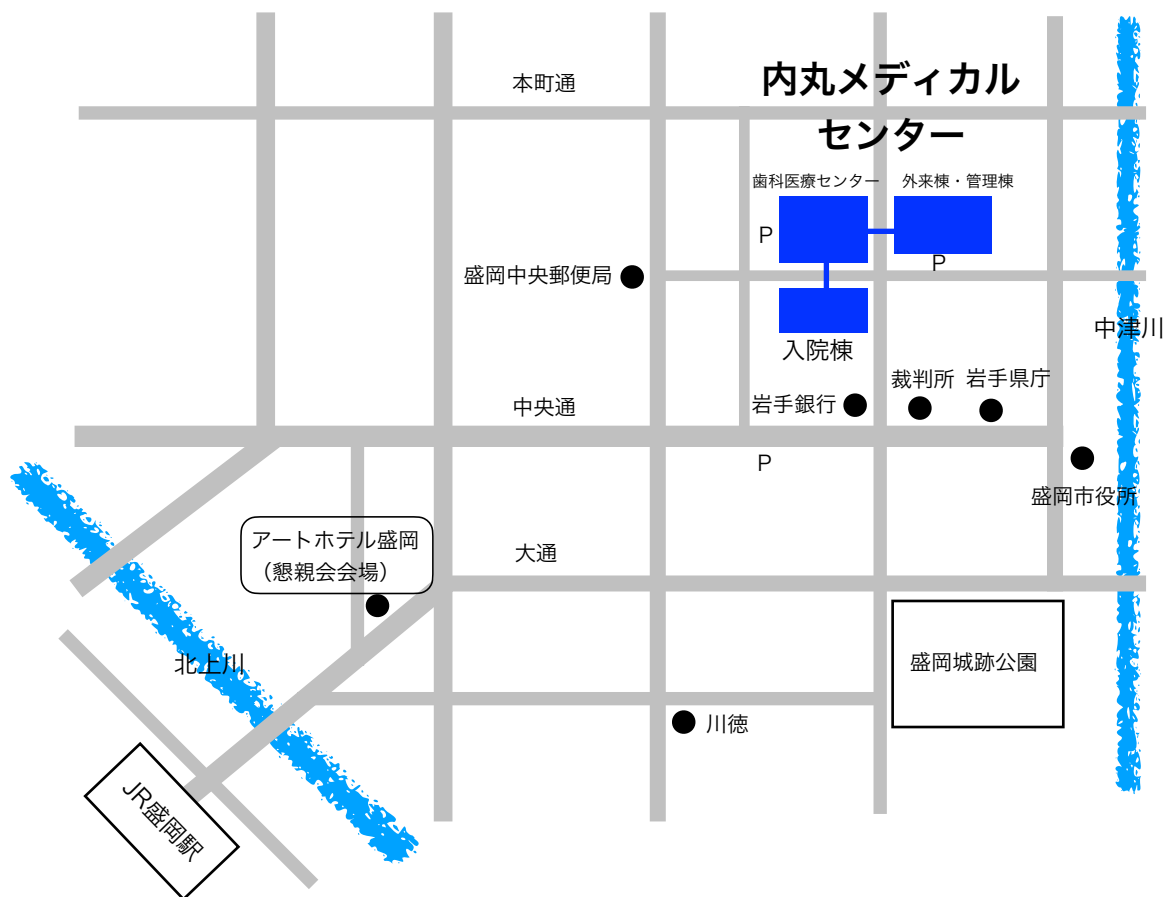 本町通
内丸メディカル
センター
歯科医療センター
外来棟・管理棟
P
P
盛岡中央郵便局
中津川
入院棟
裁判所
岩手県庁
岩手銀行
中央通
P
盛岡市役所
アートホテル盛岡
（懇親会会場）
大通
北上川
盛岡城跡公園
川徳
JR盛岡駅